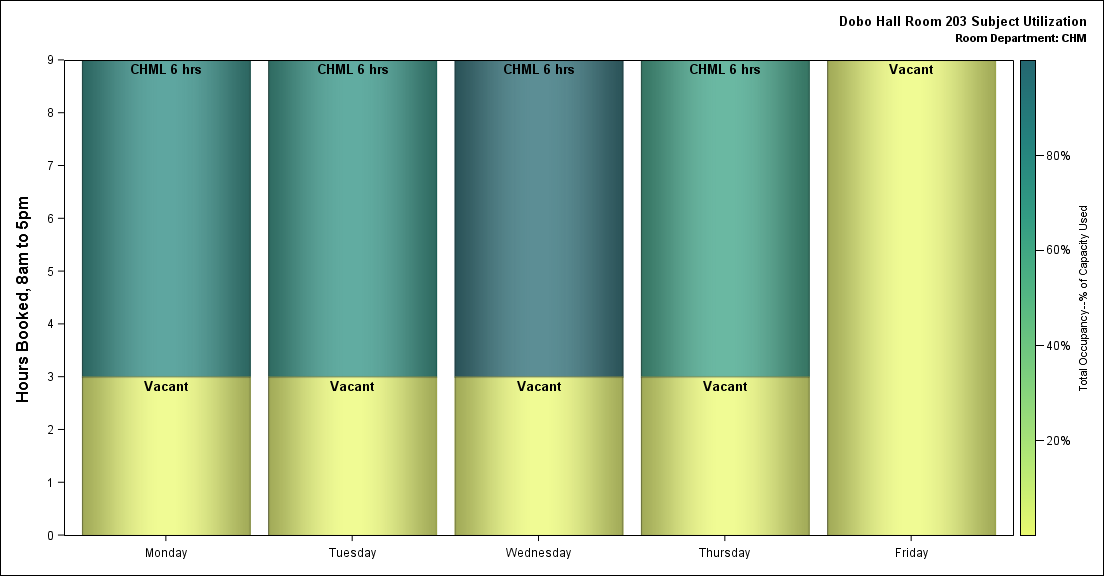 Dobo Hall Room 203 Subject Utilization
Room Department: CHM
Hours Booked, 8am to 5pm
9
8
7
6
5
4
3
2
1
0
CHML 6 hrs
CHML 6 hrs
CHML 6 hrs
CHML 6 hrs
Vacant
Vacant
Vacant
Vacant
Vacant
Monday
Tuesday
Wednesday
Thursday
Friday
80%
60%
40%
20%
Total Occupancy--% of Capacity Used